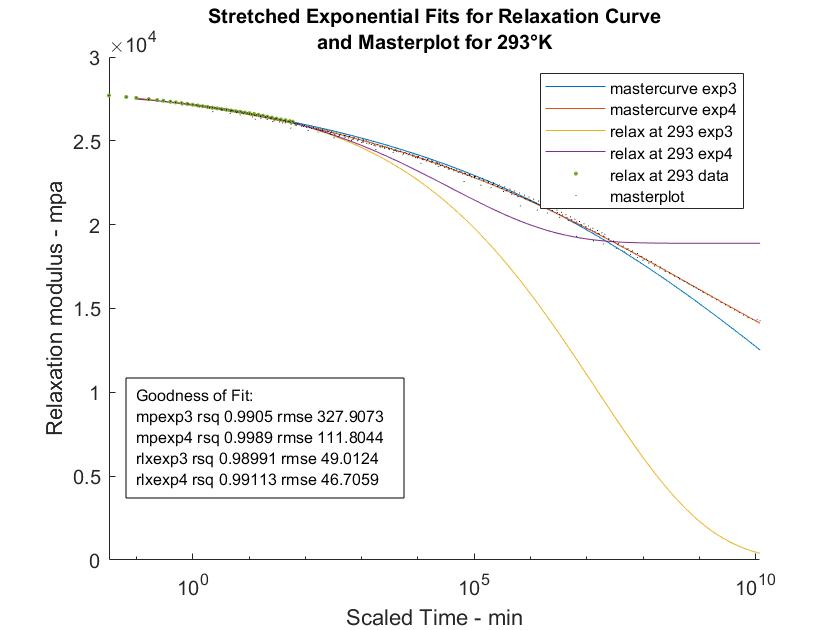 Stretched Exponential Fits for Relaxation Curve
and Masterplot for 293°K
×10^4
3
2.5
2
1.5
1
0.5
0
Relaxation modulus - mpa
mastercurve exp3
mastercurve exp4
relax at 293 exp3
relax at 293 exp4
relax at 293 data
masterplot
Goodness of Fit:
mpexp3 rsq 0.9905 rmse 327.9073
mpexp4 rsq 0.9989 rmse 111.8044
rlxexp3 rsq 0.98991 rmse 49.0124
rlxexp4 rsq 0.99113 rmse 46.7059
10^0 10^5 10^10
Scaled Time - min